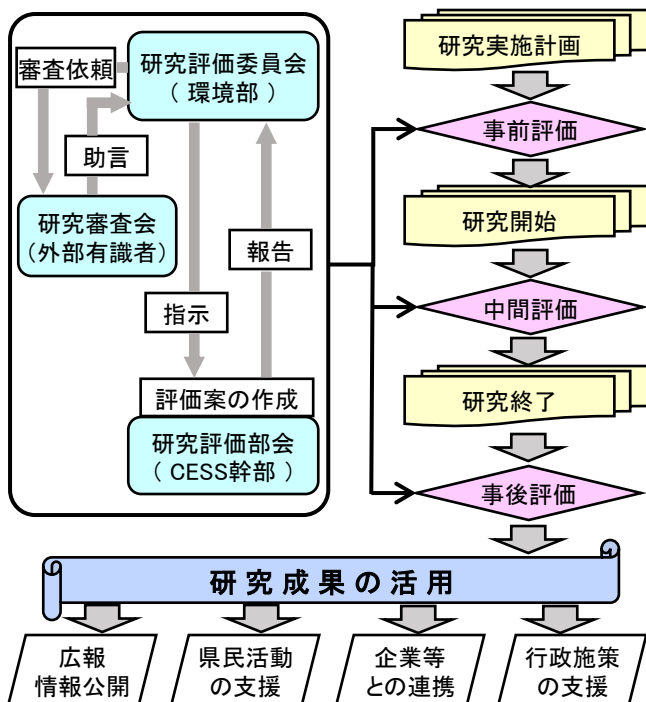 審査依頼
研究評価委員会
（ 環境部 ）
助言
研究審査会
(外部有識者)
報告
指示
評価案の作成
研究評価部会
（ CESS幹部 ）
研究実施計画
事前評価
研究開始
中間評価
研究終了
事後評価
研究成果の活用
広報
情報公開
県民活動
の支援
企業等
との連携
行政施策
の支援